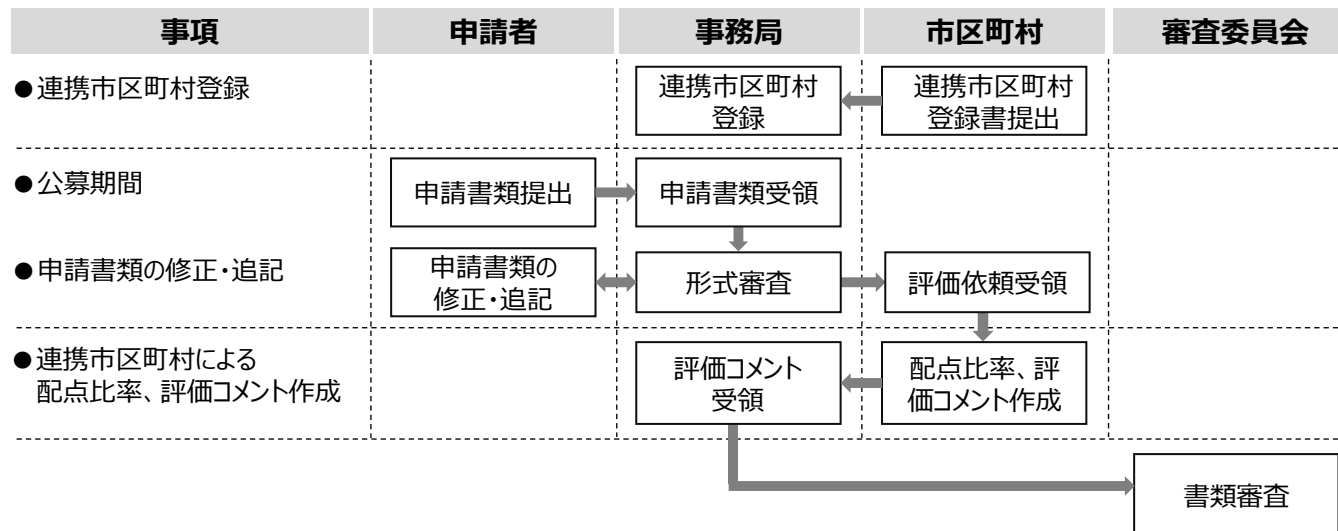 事項 申請者 事務局 市区町村 審査委員会
●連携市区町村登録
連携市区町村
登録
連携市区町村
登録書提出
●公募期間
申請書類提出
申請書類受領
●申請書類の修正・追記
申請書類の
修正・追記
形式審査
評価依頼受領
●連携市区町村による
配点比率、評価コメント作成
評価コメント
受領
配点比率、評
価コメント作成
書類審査